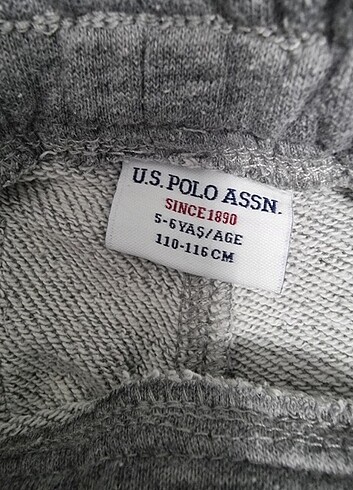 U.S. POLO ASSN.
SINCE 1890
5-6 YAŞ/AGE
110-116 CM